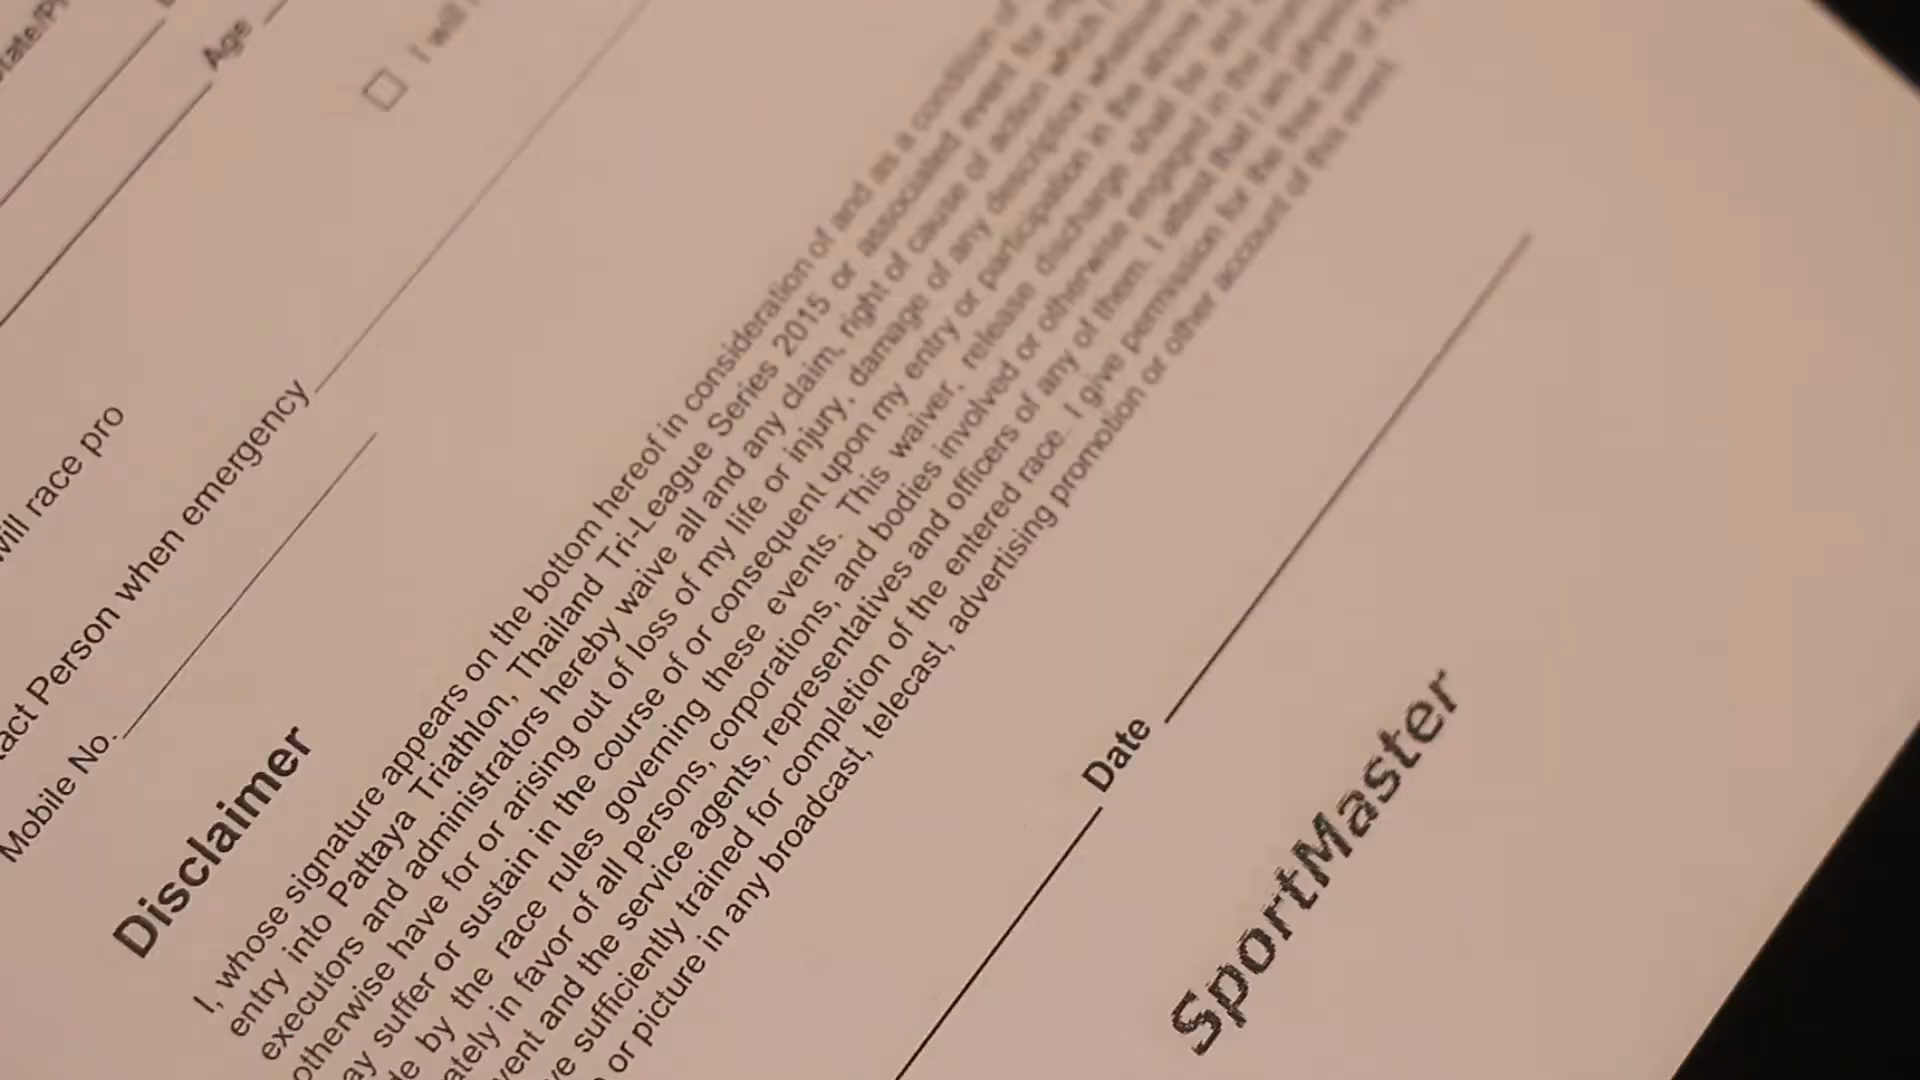 Age
I will
will race pro
tact Person when emergency
Mobile No.
Disclaimer
I, whose signature appears on the bottom hereof in consideration of and as a condition of
entry into Pattaya Triathlon, Thailand Tri-League Series 2015 or associated event for
executors and administrators hereby waive all and any claim, right of cause of action which I
otherwise have for or arising out of loss of my life or injury, damage of any description whatsoever
ay suffer or sustain in the course of or consequent upon my entry or participation in the above
de by the race rules governing these events. This waiver, release discharge shall be and
ately in favor of all persons, corporations, and bodies involved or otherwise engaged in
vent and the service agents, representatives and officers of any of them. I attest that I am
ve sufficiently trained for completion of the entered race. I give permission for the free use of
or picture in any broadcast, telecast, advertising promotion or other account of this event.
Date
SportMaster